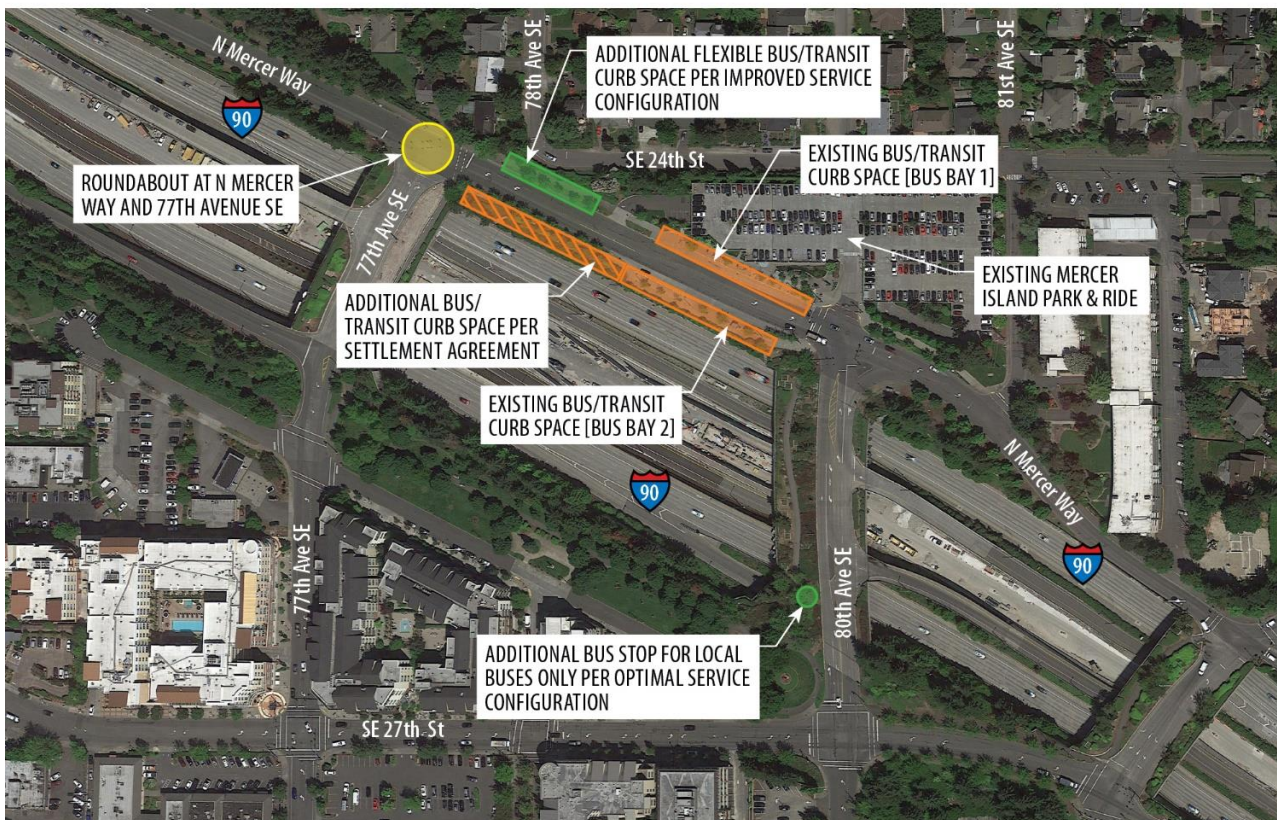 N Mercer Way
90
78th Ave SE
ADDITIONAL FLEXIBLE BUS/TRANSIT
CURB SPACE PER IMPROVED SERVICE
CONFIGURATION
81st Ave SE
SE 24th St
EXISTING BUS/TRANSIT
CURB SPACE [BUS BAY 1]
ROUNDABOUT AT N MERCER
WAY AND 77TH AVENUE SE
77th Ave SE
EXISTING MERCER
ISLAND PARK & RIDE
ADDITIONAL BUS/
TRANSIT CURB SPACE PER
SETTLEMENT AGREEMENT
EXISTING BUS/TRANSIT
CURB SPACE [BUS BAY 2]
90
N Mercer Way
90
77th Ave SE
80th Ave SE
ADDITIONAL BUS STOP FOR LOCAL
BUSES ONLY PER OPTIMAL SERVICE
CONFIGURATION
SE 27th St